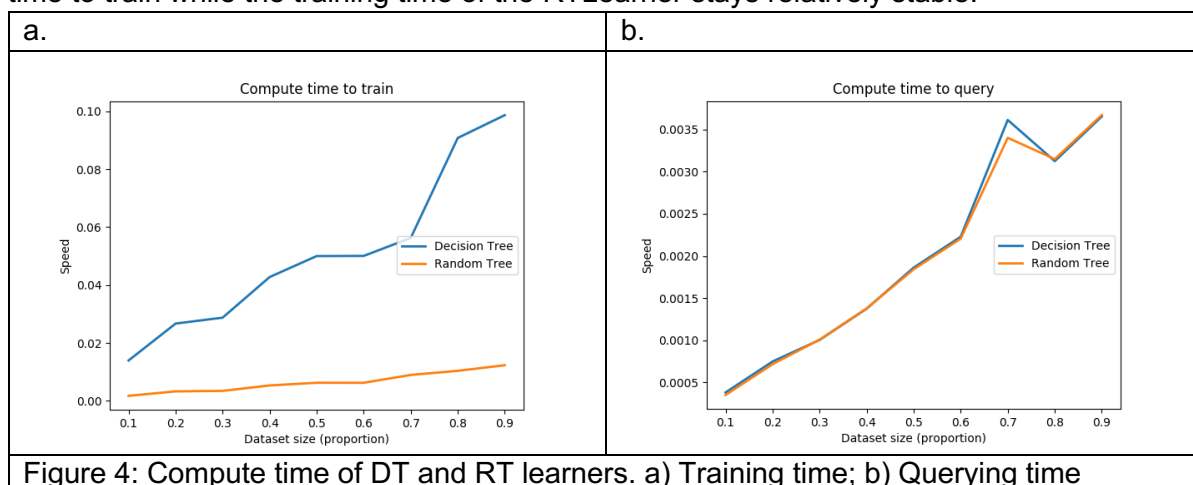 time to train while the training time of the RTLearner stays relatively stable.
a.
b.
Compute time to train
0.10
0.08
0.06
0.04
0.02
0.00
Speed
Decision Tree
Random Tree
0.1 0.2 0.3 0.4 0.5 0.6 0.7 0.8 0.9
Dataset size (proportion)
Compute time to query
0.0035
0.0030
0.0025
0.0020
0.0015
0.0010
0.0005
Speed
Decision Tree
Random Tree
0.1 0.2 0.3 0.4 0.5 0.6 0.7 0.8 0.9
Dataset size (proportion)
Figure 4: Compute time of DT and RT learners. a) Training time; b) Querying time